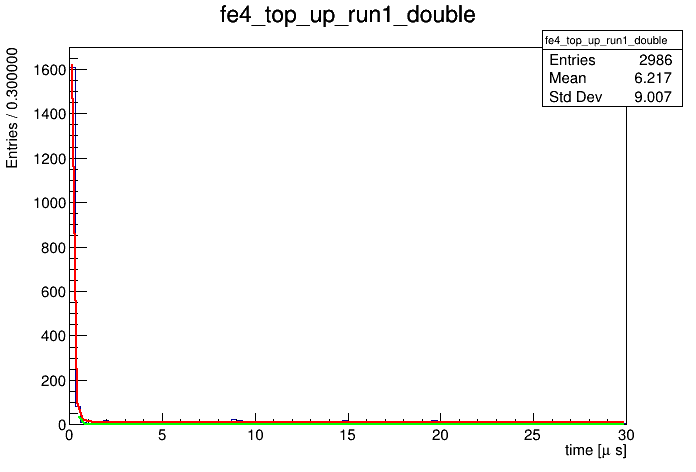 fe4_top_up_run1_double
fe4_top_up_run1_double
Entries 2986
Mean 6.217
Std Dev 9.007
Entries / 0.300000
1600
1400
1200
1000
800
600
400
200
0
0 5 10 15 20 25 30
time [μ s]